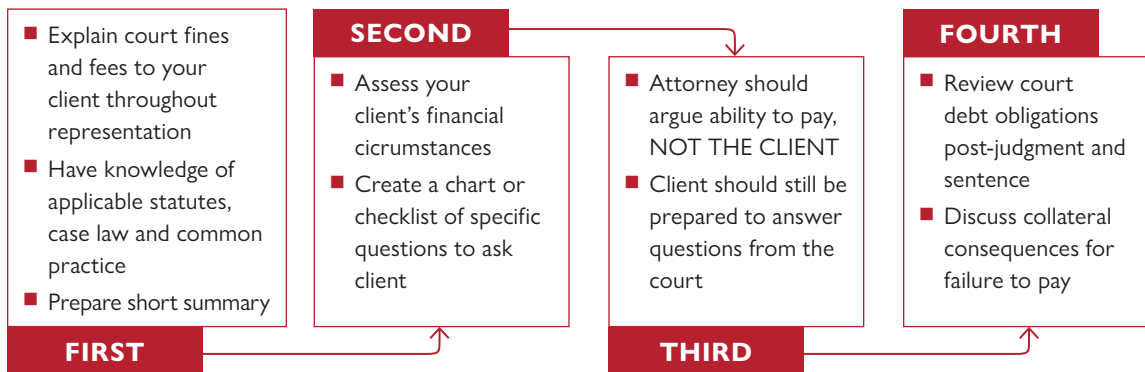 ■ Explain court fines
and fees to your
client throughout
representation
■ Have knowledge of
applicable statutes,
case law and common
practice
■ Prepare short summary
FIRST
SECOND
■ Assess your
client's financial
cicrumstances
■ Create a chart or
checklist of specific
questions to ask
client
■ Attorney should
argue ability to pay,
NOT THE CLIENT
■ Client should still be
prepared to answer
questions from the
court
THIRD
FOURTH
■ Review court
debt obligations
post-judgment and
sentence
■ Discuss collateral
consequences for
failure to pay